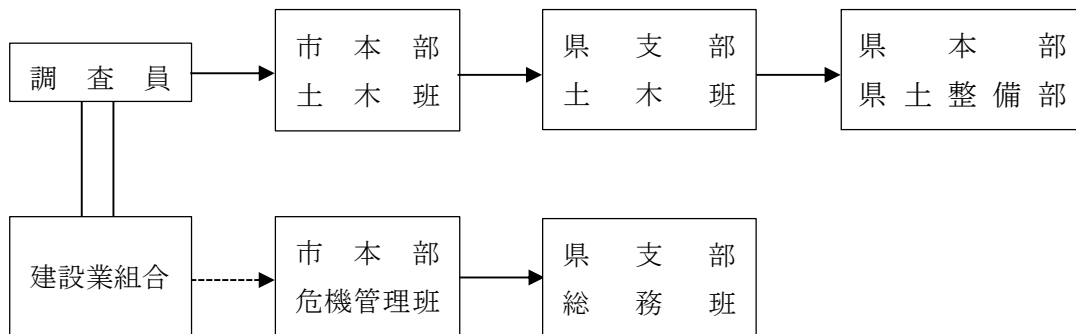 調査員
市本部
土木班
県支部
土木班
県本部
県土整備部
建設業組合
市本部
危機管理班
県支部
総務班